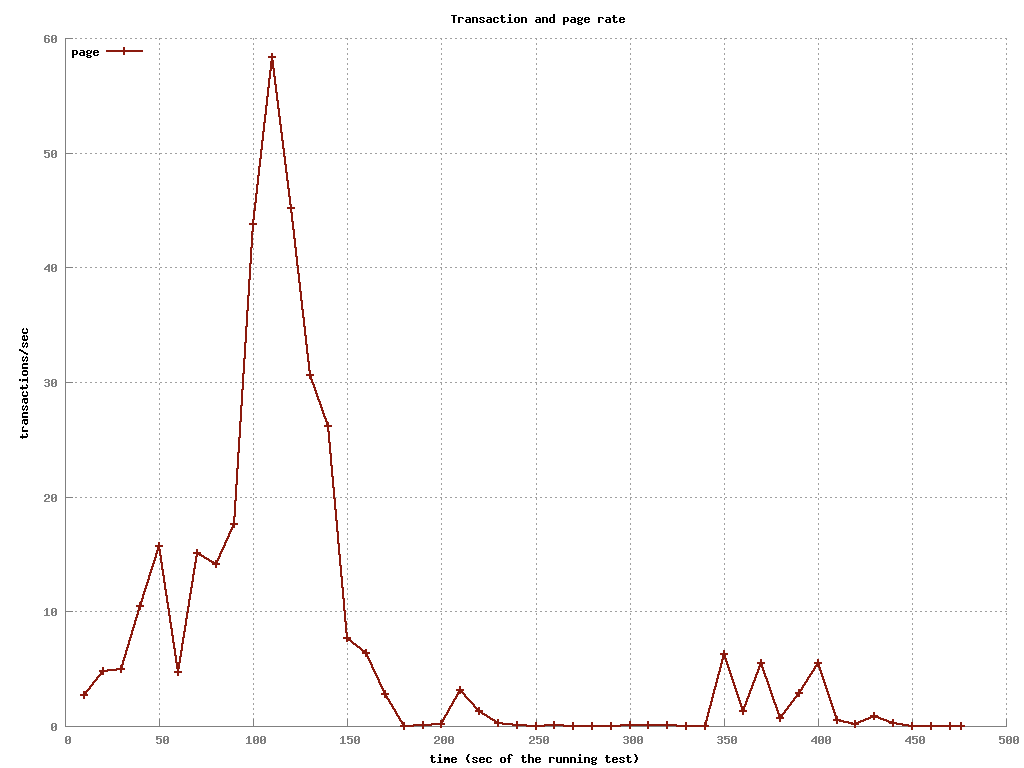 Transaction and page rate
page
60
50
40
30
20
10
0
transactions/sec
0 50 100 150 200 250 300 350 400 450 500
time (sec of the running test)